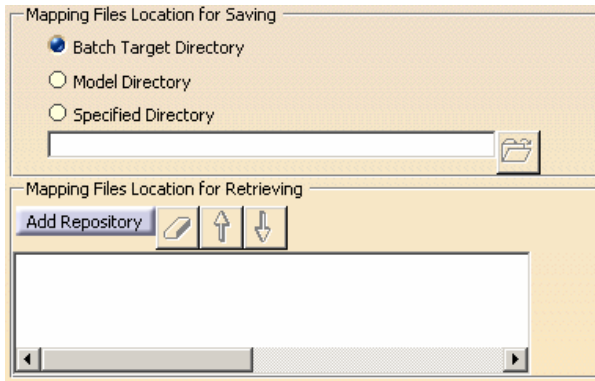 Mapping Files Location for Saving
Batch Target Directory
Model Directory
Specified Directory
Mapping Files Location for Retrieving
Add Repository